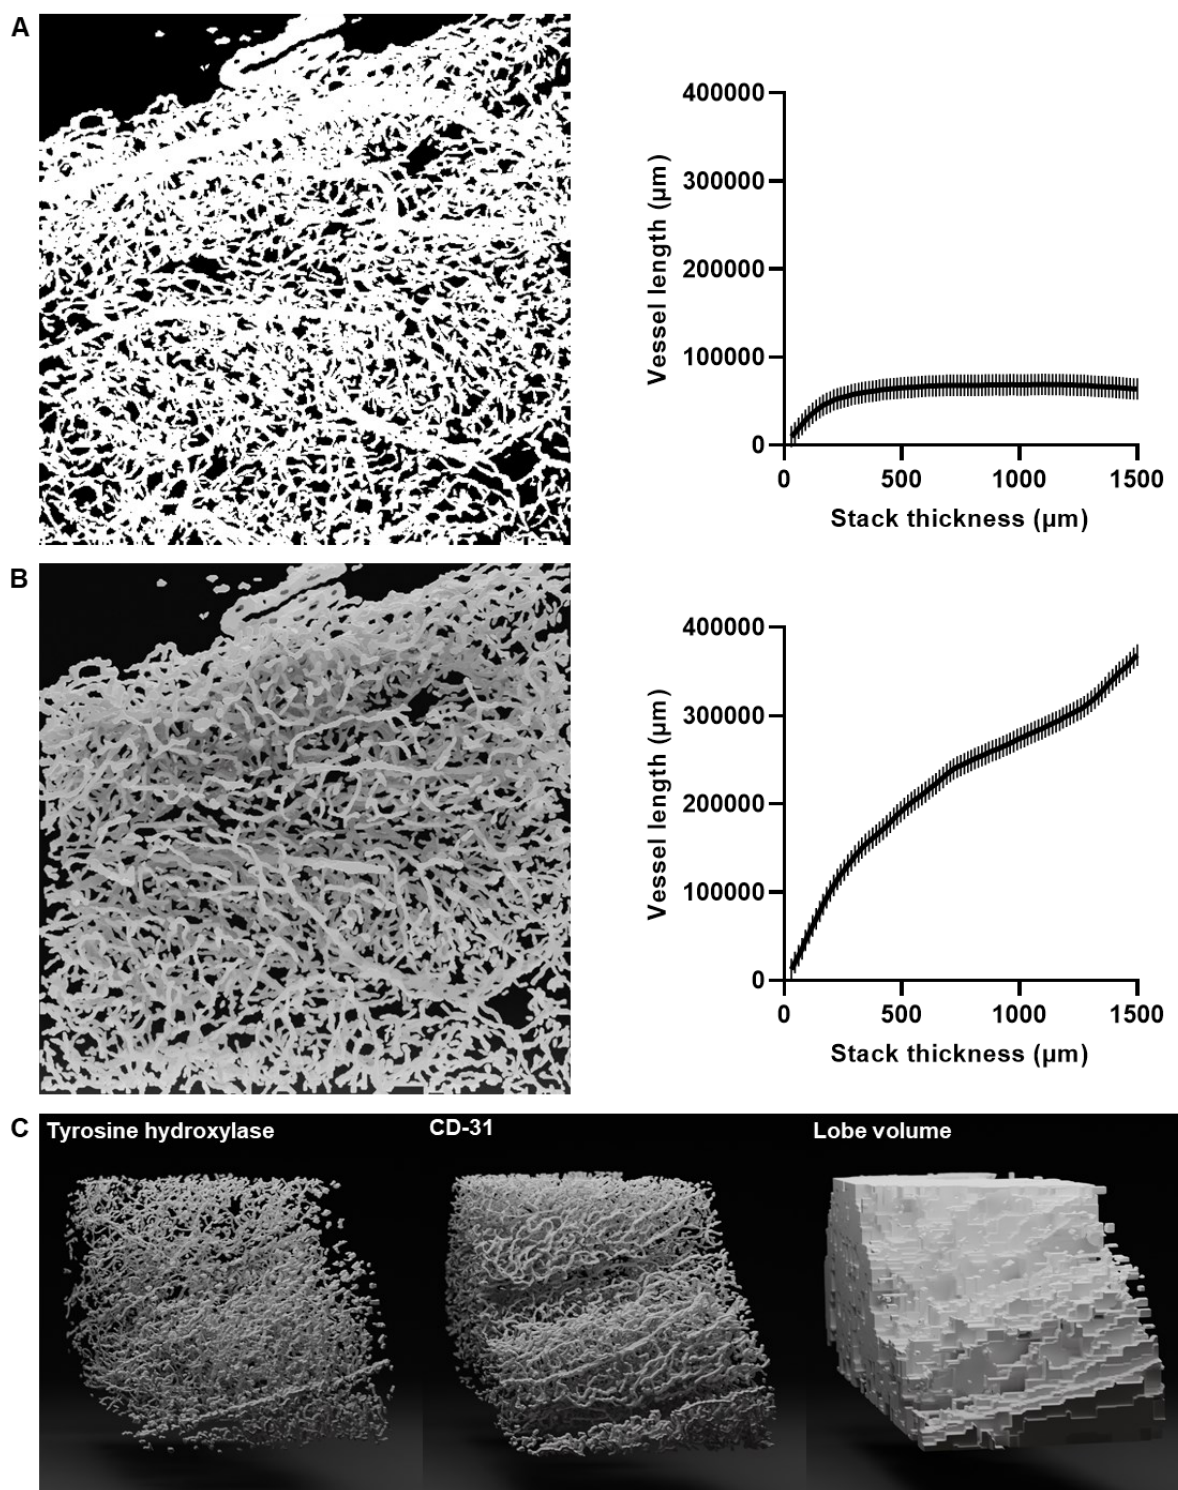 A
400000
300000
200000
100000
0
Vessel length (µm)
0 500 1000 1500
Stack thickness (µm)
B
400000
300000
200000
100000
0
Vessel length (µm)
0 500 1000 1500
Stack thickness (µm)
C
Tyrosine hydroxylase
CD-31
Lobe volume